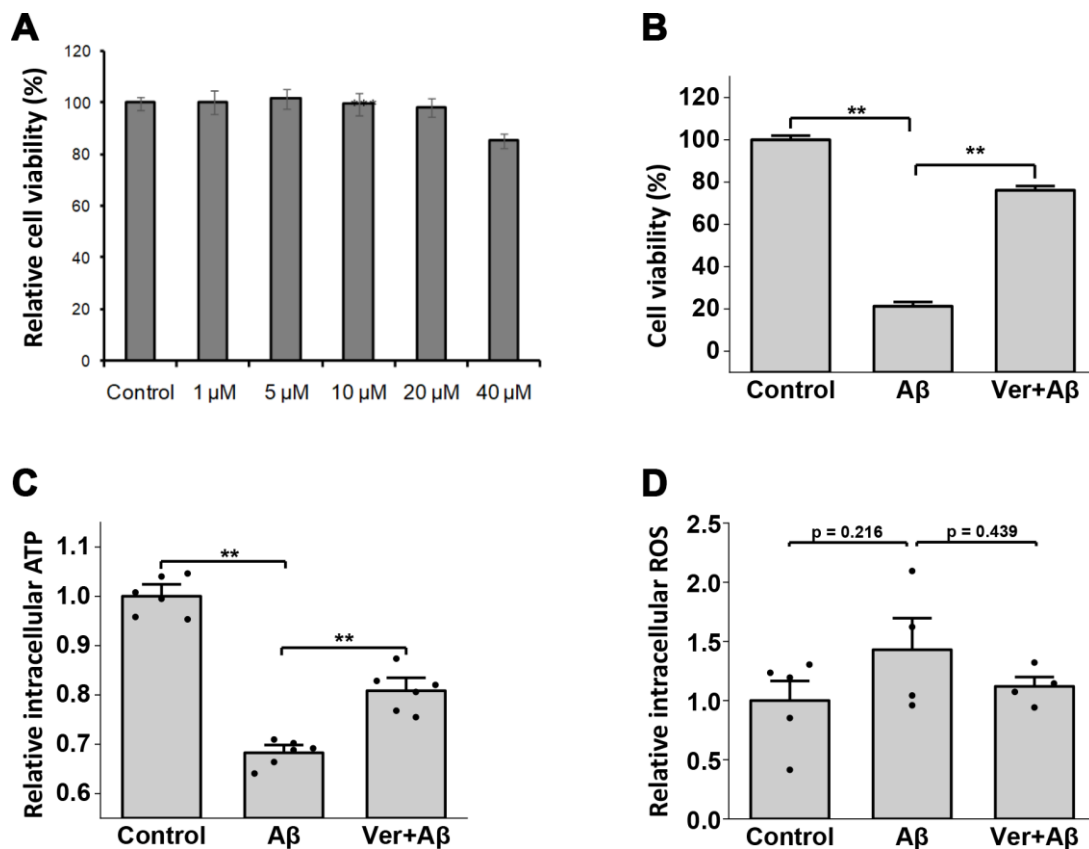 A
Relative cell viability (%)
120
100
80
60
40
20
0
Control 1 µM 5 µM 10 µM 20 µM 40 µM
B
Cell viability (%)
120
100
80
60
40
20
0
**
**
Control Aβ Ver+Aβ
C
Relative intracellular ATP
1.1
1.0
0.9
0.8
0.7
0.6
**
**
Control Aβ Ver+Aβ
D
Relative intracellular ROS
2.5
2.0
1.5
1.0
0.5
0.0
p = 0.216
p = 0.439
Control Aβ Ver+Aβ